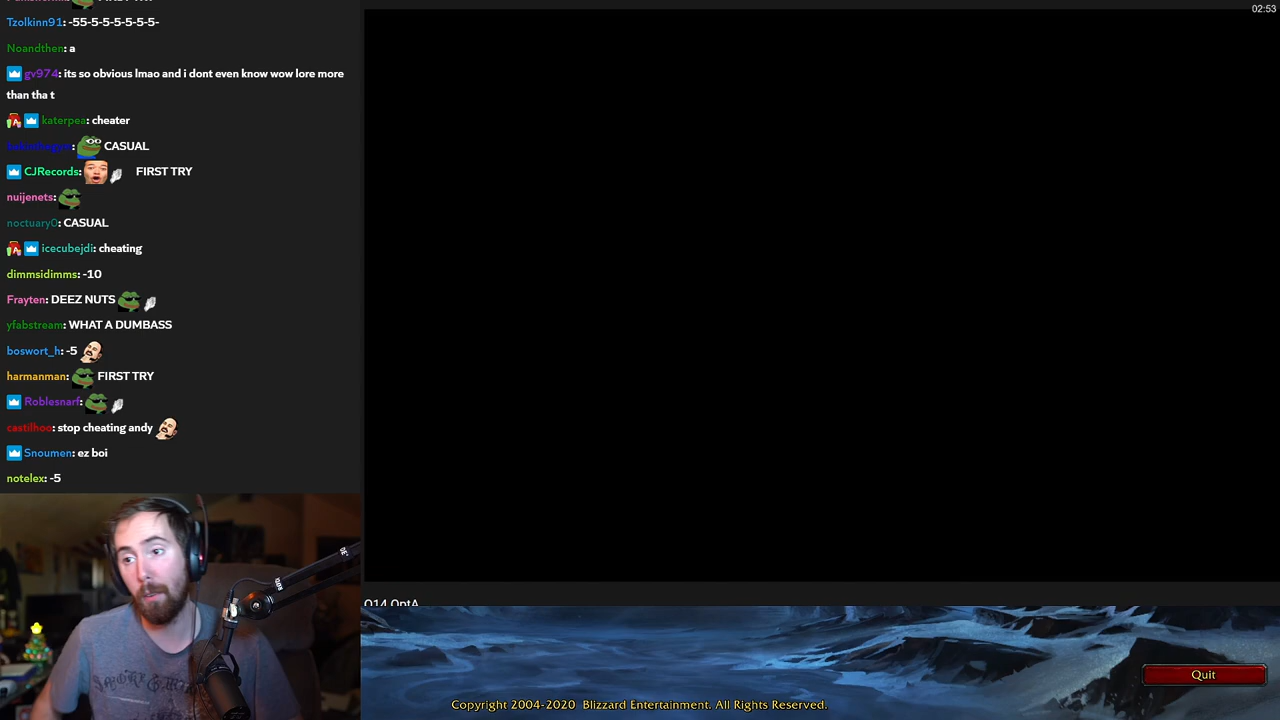 02:53
Tzolkinn91: -55-5-5-5-5-5-5-
Noandthen: a
gv974: its so obvious lmao and i dont even know wow lore more
than tha t
katerpea: cheater
CASUAL
CJRecords: FIRST TRY
nuijenets:
noctuary0: CASUAL
icecubejdi: cheating
dimmsidimms: -10
Frayten: DEEZ NUTS
yfabstream: WHAT A DUMBASS
boswort_h: -5
harmanman: FIRST TRY
Roblesnarf:
castilhoo: stop cheating andy
Snoumen: ez boi
notelex: -5
Q14 OptA
Quit
Copyright 2004-2020 Blizzard Entertainment. All Rights Reserved.